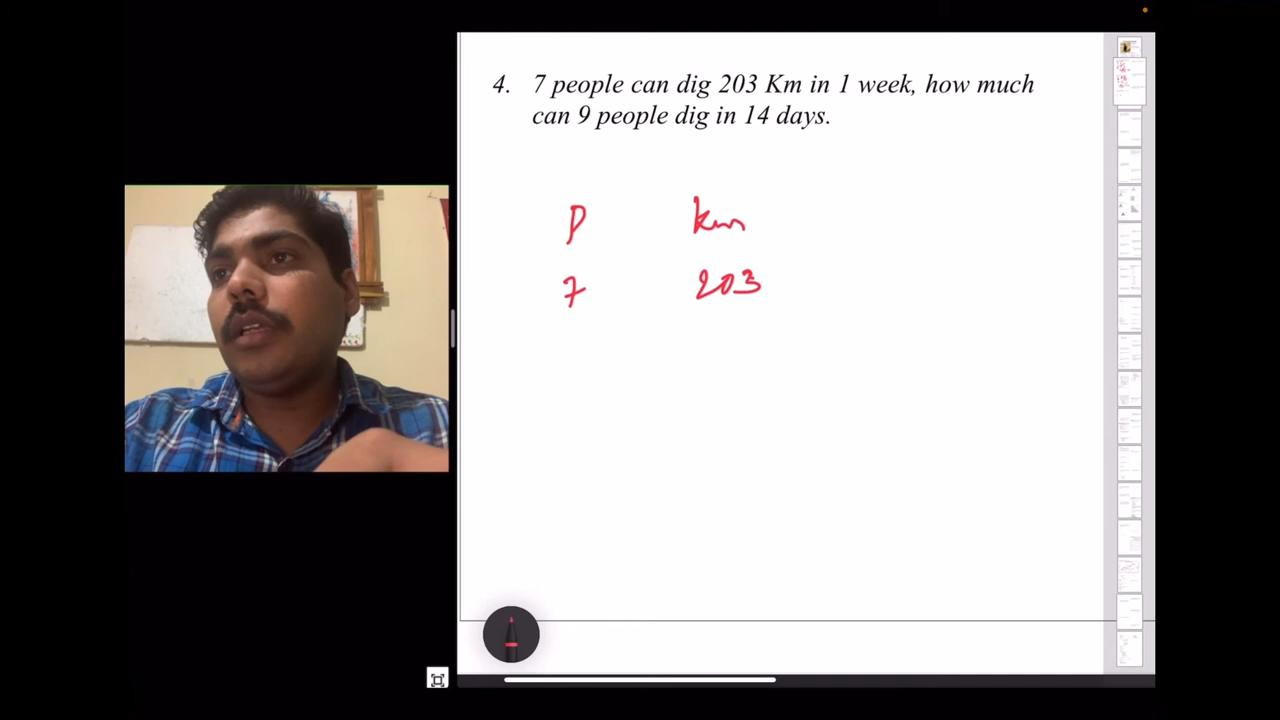 4. 7 people can dig 203 Km in 1 week, how much
can 9 people dig in 14 days.
P km
7 203